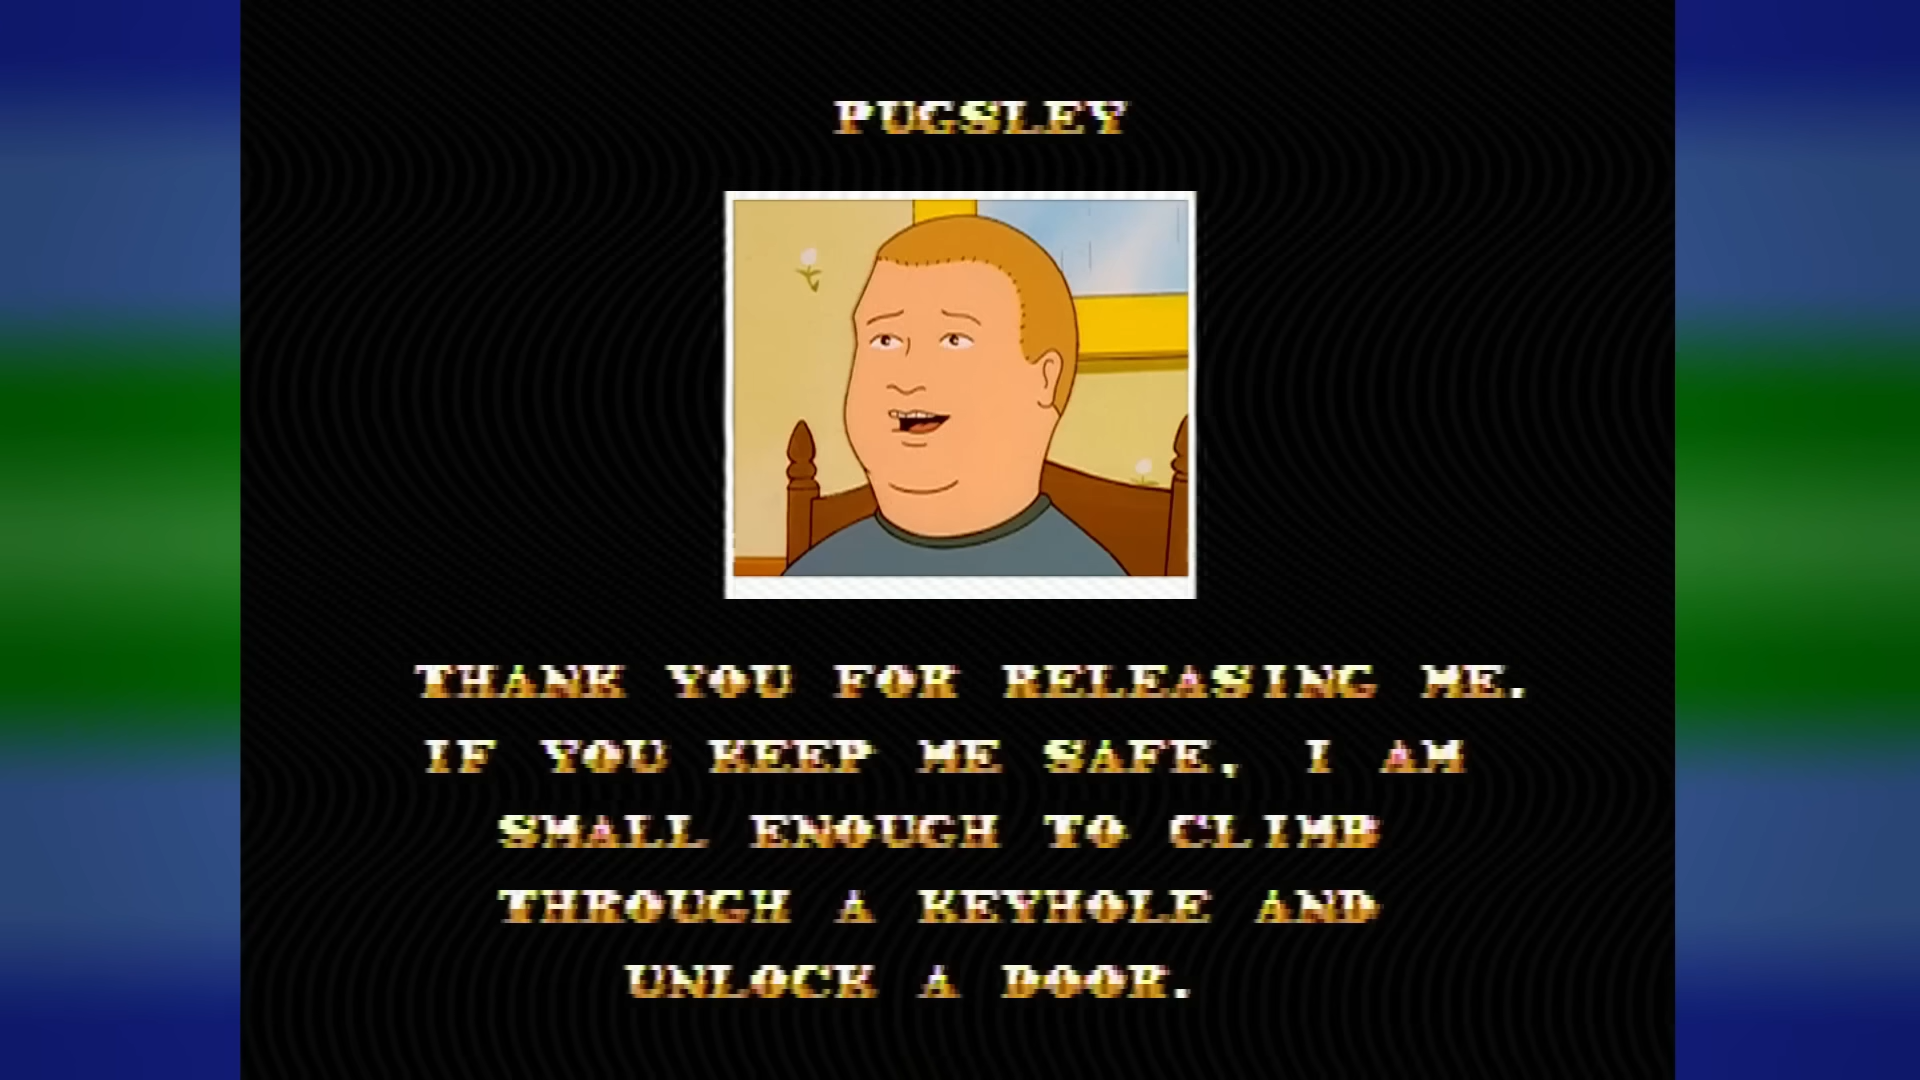 PUGSLEY
THANK YOU FOR RELEASING ME.
IF YOU KEEP ME SAFE, I AM
SMALL ENOUGH TO CLIMB
THROUGH A KEYHOLE AND
UNLOCK A DOOR.